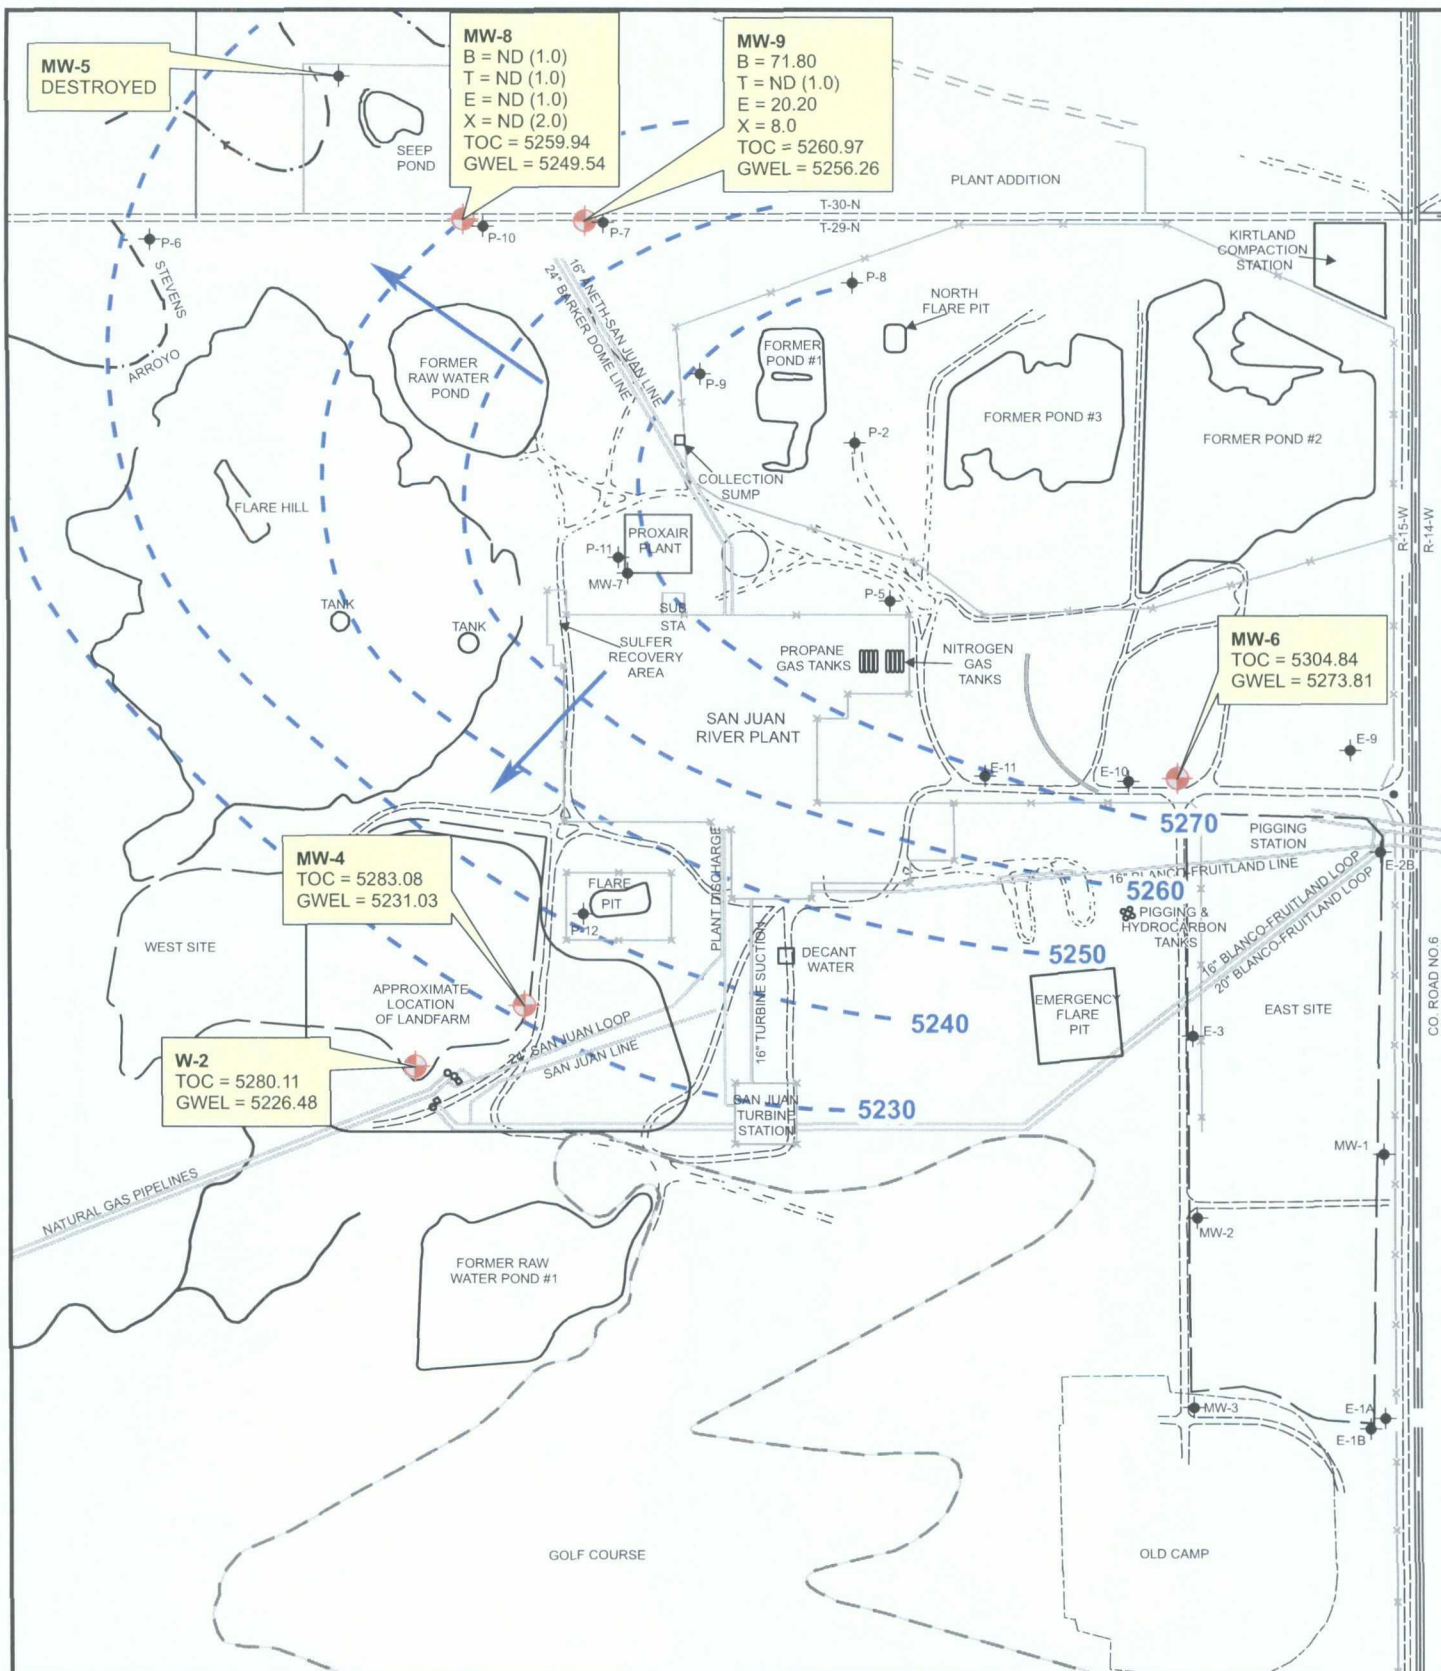 MW-5
DESTROYED
MW-8
B = ND (1.0)
T = ND (1.0)
E = ND (1.0)
X = ND (2.0)
TOC = 5259.94
GWEL = 5249.54
MW-9
B = 71.80
T = ND (1.0)
E = 20.20
X = 8.0
TOC = 5260.97
GWEL = 5256.26
SEEP
POND
PLANT ADDITION
T-30-N
T-29-N
P-10
P-7
P-6
STEVENS
ARROYO
KIRTLAND
COMPACTION
STATION
16" ANETH-SAN JUAN LINE
24" BARKER DOME LINE
P-8
NORTH
FLARE PIT
FORMER
RAW WATER
POND
FORMER
POND #1
P-9
FORMER POND #3
FORMER POND #2
P-2
COLLECTION
SUMP
FLARE HILL
R-15-W
R-14-W
PROXAIR
PLANT
P-11
MW-7
P-5
SUB
STA
TANK
TANK
SULFER
RECOVERY
AREA
PROPANE
GAS TANKS
NITROGEN
GAS
TANKS
MW-6
TOC = 5304.84
GWEL = 5273.81
SAN JUAN
RIVER PLANT
E-9
E-11
E-10
5270
PIGGING
STATION
MW-4
TOC = 5283.08
GWEL = 5231.03
PLANT DISCHARGE
16" BLANCO-FRUITLAND LINE
E-2B
FLARE
PIT
P-12
5260
PIGGING &
HYDROCARBON
TANKS
16" BLANCO-FRUITLAND LOOP
20" BLANCO-FRUITLAND LOOP
WEST SITE
16" TURBINE SUCTION
DECANT
WATER
5250
CO. ROAD NO.6
APPROXIMATE
LOCATION
OF LANDFARM
EMERGENCY
FLARE
PIT
EAST SITE
5240
E-3
24" SAN JUAN LOOP
SAN JUAN LINE
W-2
TOC = 5280.11
GWEL = 5226.48
SAN JUAN
TURBINE
STATION
5230
MW-1
NATURAL GAS PIPELINES
MW-2
FORMER RAW
WATER POND #1
MW-3
E-1A
E-1B
GOLF COURSE
OLD CAMP